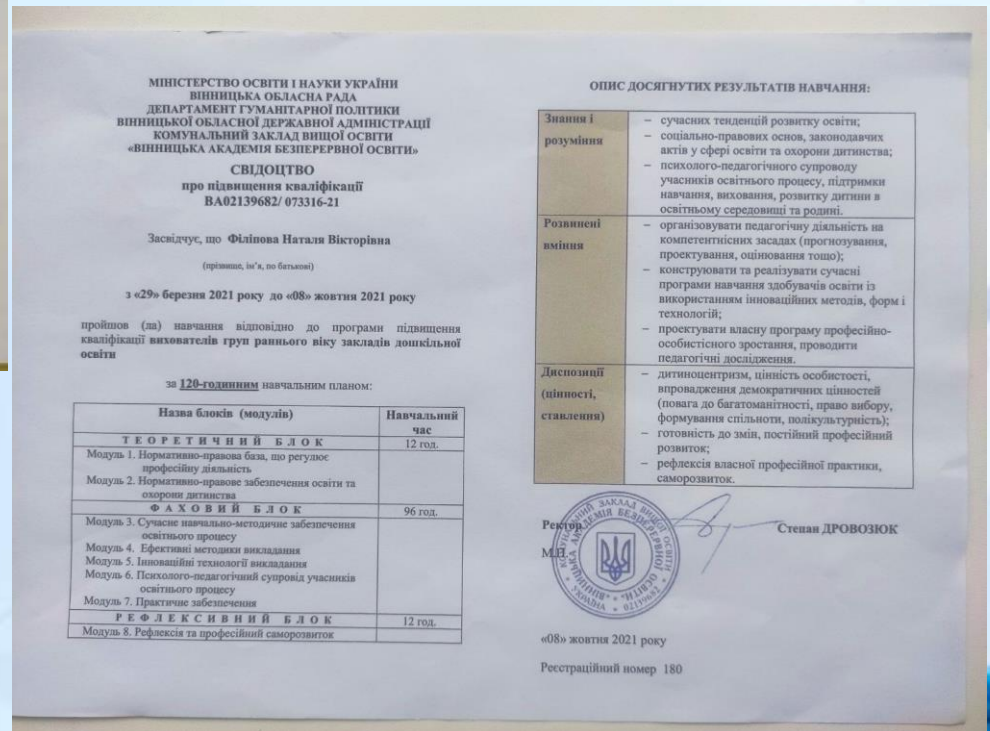 МІНІСТЕРСТВО ОСВІТИ І НАУКИ УКРАЇНИ
ВІННИЦЬКА ОБЛАСНА РАДА
ДЕПАРТАМЕНТ ГУМАНІТАРНОЇ ПОЛІТИКИ
ВІННИЦЬКОЇ ОБЛАСНОЇ ДЕРЖАВНОЇ АДМІНІСТРАЦІЇ
КОМУНАЛЬНИЙ ЗАКЛАД ВИЩОЇ ОСВІТИ
«ВІННИЦЬКА АКАДЕМІЯ БЕЗПЕРЕРВНОЇ ОСВІТИ»
СВІДОЦТВО
про підвищення кваліфікації
ВА02139682/ 073316-21
Засвідчує, що Філіпова Наталя Вікторівна
(прізвище, ім'я, по батькові)
з «29» березня 2021 року до «08» жовтня 2021 року
пройшов (ла) навчання відповідно до програми підвищення
кваліфікації вихователів груп раннього віку закладів дошкільної
освіти
за 120-годинним навчальним планом:
Назва блоків (модулів) Навчальний
час
ТЕОРЕТИЧНИЙ БЛОК 12 год.
Модуль 1. Нормативно-правова база, що регулює
професійну діяльність
Модуль 2. Нормативно-правове забезпечення освіти та
охорони дитинства
ФАХОВИЙ БЛОК 96 год.
Модуль 3. Сучасне навчально-методичне забезпечення
освітнього процесу
Модуль 4. Ефективні методики викладання
Модуль 5. Інноваційні технології викладання
Модуль 6. Психолого-педагогічний супровід учасників
освітнього процесу
Модуль 7. Практичне забезпечення
РЕФЛЕКСИВНИЙ БЛОК 12 год.
Модуль 8. Рефлексія та професійний саморозвиток
ОПИС ДОСЯГНУТИХ РЕЗУЛЬТАТІВ НАВЧАННЯ:
Знання і
розуміння
– сучасних тенденцій розвитку освіти;
– соціально-правових основ, законодавчих
актів у сфері освіти та охорони дитинства;
– психолого-педагогічного супроводу
учасників освітнього процесу, підтримки
навчання, виховання, розвитку дитини в
освітньому середовищі та родині.
Розвинені
вміння
– організовувати педагогічну діяльність на
компетентнісних засадах (прогнозування,
проектування, оцінювання тощо);
– конструювати та реалізувати сучасні
програми навчання здобувачів освіти із
використанням інноваційних методів, форм і
технологій;
– проектувати власну програму професійно-
особистісного зростання, проводити
педагогічні дослідження.
Диспозиції
(цінності,
ставлення)
– дитиноцентризм, цінність особистості,
впровадження демократичних цінностей
(повага до багатоманітності, право вибору,
формування спільноти, полікультурність);
– готовність до змін, постійний професійний
розвиток;
– рефлексія власної професійної практики,
саморозвиток.
Ректор Степан ДРОВОЗЮК
М.П.
КОМУНАЛЬНИЙ ЗАКЛАД ВИЩОЇ ОСВІТИ
«ВІННИЦЬКА АКАДЕМІЯ БЕЗПЕРЕРВНОЇ ОСВІТИ»
УКРАЇНА * 02139682
«08» жовтня 2021 року
Реєстраційний номер 180